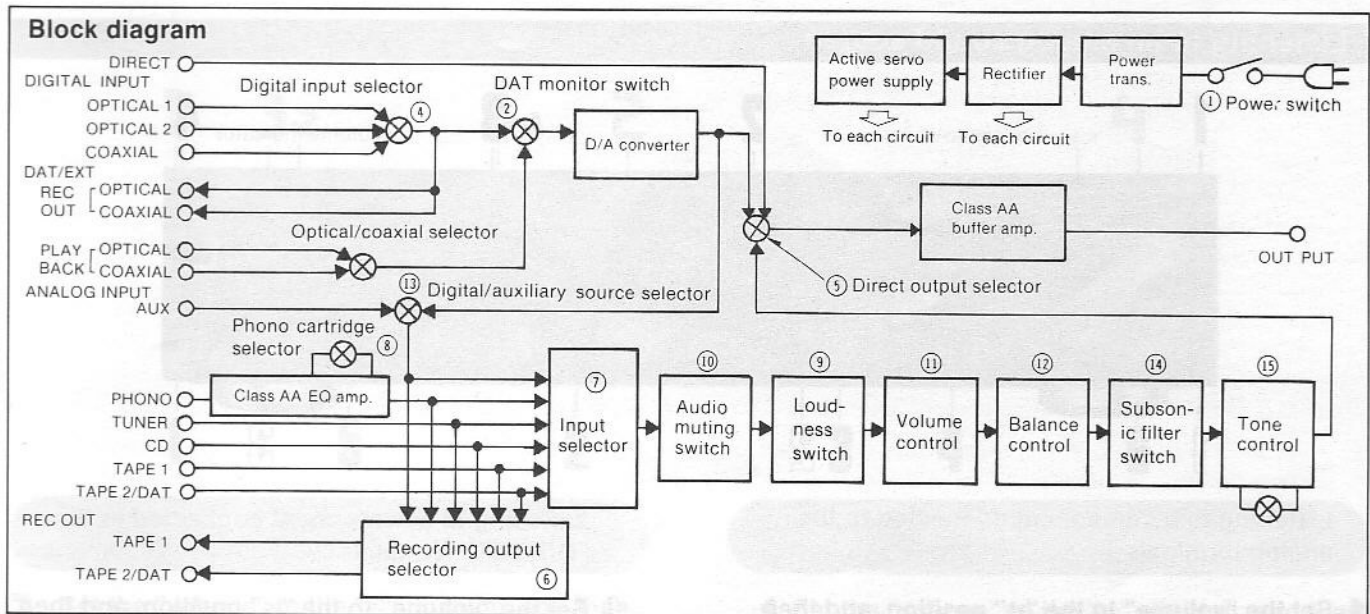 Block diagram
DIRECT
DIGITAL INPUT
OPTICAL 1
OPTICAL 2
COAXIAL
Digital input selector
④
DAT monitor switch
②
D/A converter
Active servo
power supply
Rectifier
Power
trans.
① Power switch
To each circuit
To each circuit
DAT/EXT
REC
OUT
OPTICAL
COAXIAL
Optical/coaxial selector
PLAY
BACK
OPTICAL
COAXIAL
Class AA
buffer amp.
OUT PUT
⑤ Direct output selector
ANALOG INPUT
AUX
⑬
Digital/auxiliary source selector
Phono cartridge
selector
⑧
Class AA EQ amp.
PHONO
TUNER
CD
TAPE 1
TAPE 2/DAT
⑦
Input
selector
⑩
Audio
muting
switch
⑨
Loud-
ness
switch
⑪
Volume
control
⑫
Balance
control
⑭
Subson-
ic filter
switch
⑮
Tone
control
REC OUT
TAPE 1
TAPE 2/DAT
Recording output
selector
⑥